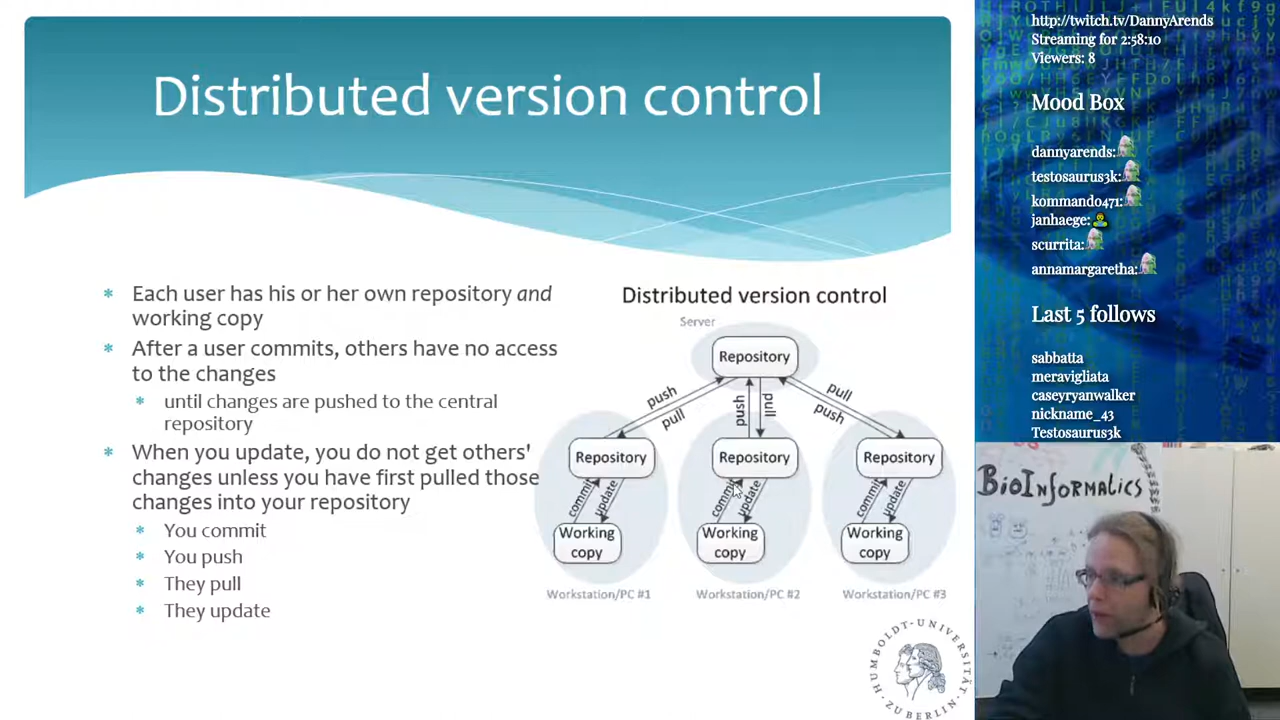 Distributed version control
Each user has his or her own repository and
working copy
After a user commits, others have no access
to the changes
until changes are pushed to the central
repository
When you update, you do not get others'
changes unless you have first pulled those
changes into your repository
You commit
You push
They pull
They update
Distributed version control
Server
Repository
push
pull
push
pull
pull
push
Repository
Repository
Repository
commit
update
commit
update
commit
update
Working
copy
Working
copy
Working
copy
Workstation/PC #1
Workstation/PC #2
Workstation/PC #3
HUMBOLDT-UNIVERSITÄT
ZU BERLIN
http://twitch.tv/DannyArends
Streaming for 2:58:10
Viewers: 8
Mood Box
dannyarends:
testosaurus3k:
kommando471:
janhaege:
scurrita:
annamargaretha:
Last 5 follows
sabbatta
meravigliata
caseyryanwalker
nickname_43
Testosaurus3k
BioInformatics